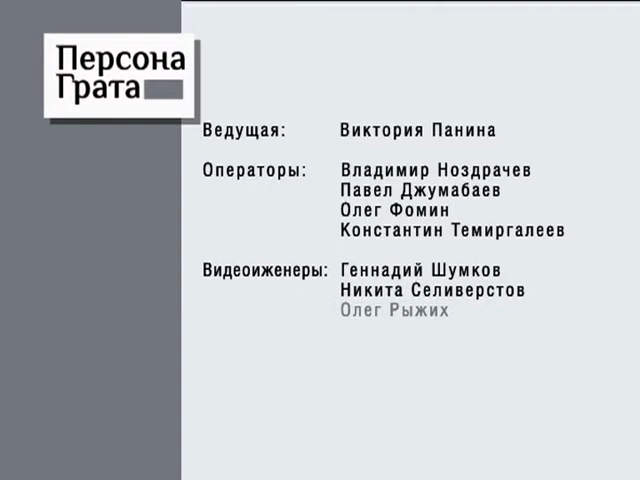 Персона
Грата
Ведущая: Виктория Панина
Операторы: Владимир Ноздрачев
Павел Джумабаев
Олег Фомин
Константин Темиргалеев
Видеоиженеры: Геннадий Шумков
Никита Селиверстов
Олег Рыжих